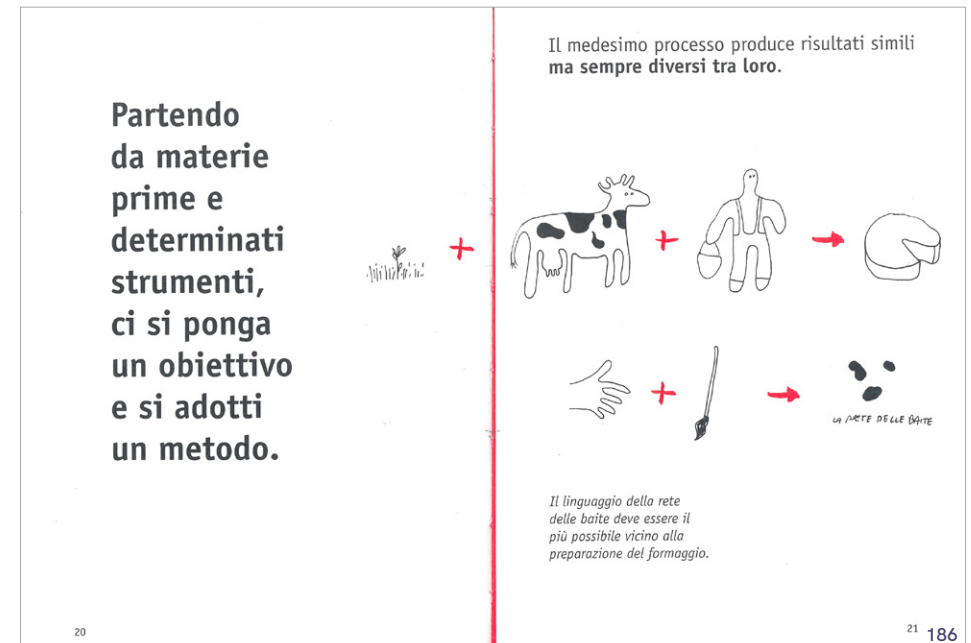 Partendo
da materie
prime e
determinati
strumenti,
ci si ponga
un obiettivo
e si adotti
un metodo.
20
Il medesimo processo produce risultati simili
ma sempre diversi tra loro.
LA RETE DELLE BAITE
Il linguaggio della rete
delle baite deve essere il
più possibile vicino alla
preparazione del formaggio.
21
186